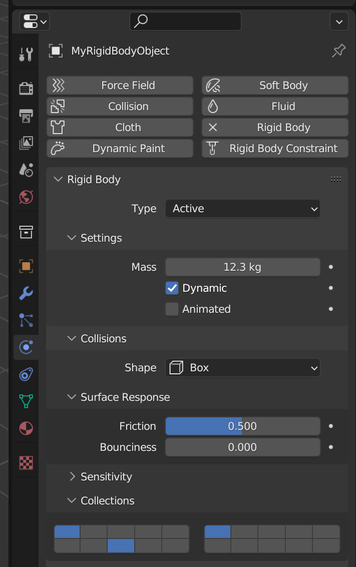 MyRigidBodyObject
Force Field Soft Body
Collision Fluid
Cloth Rigid Body
Dynamic Paint Rigid Body Constraint
Rigid Body
Type Active
Settings
Mass 12.3 kg
Dynamic
Animated
Collisions
Shape Box
Surface Response
Friction 0.500
Bounciness 0.000
Sensitivity
Collections